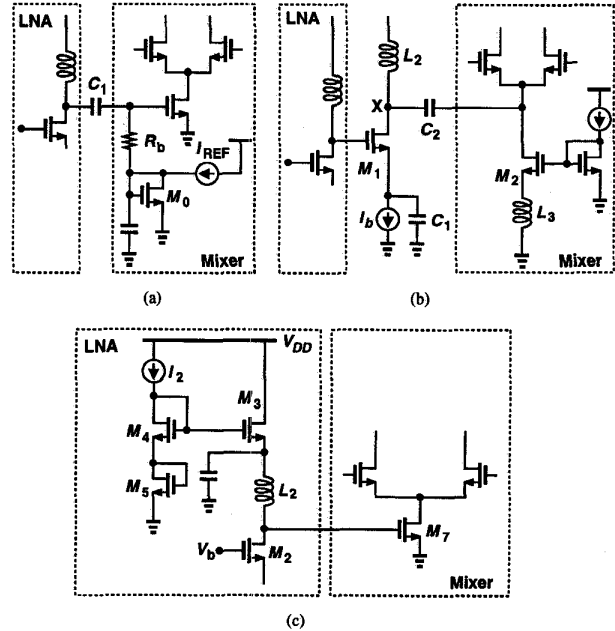 LNA
C1
Rb
IREF
M0
Mixer
(a)
LNA
L2
X
C2
M1
Ib
C1
M2
L3
Mixer
(b)
LNA
VDD
I2
M3
M4
M5
L2
Vb
M2
M7
Mixer
(c)